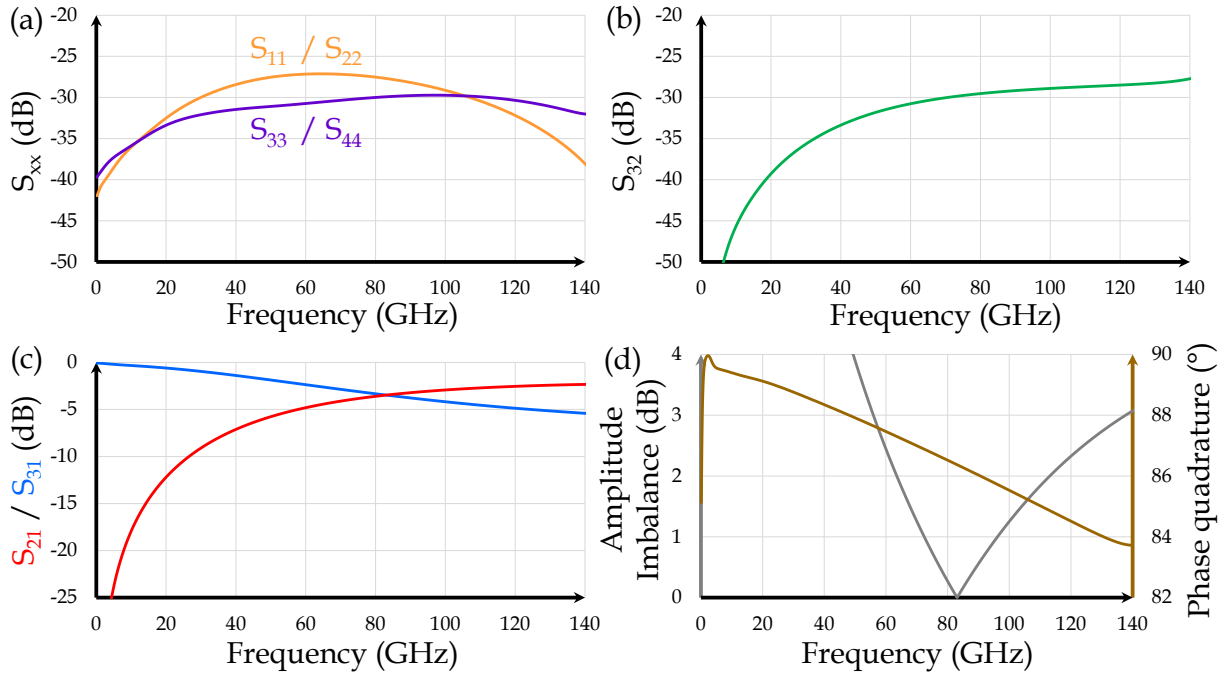 (a)
S11 / S22
S33 / S44
Sxx (dB)
-20
-25
-30
-35
-40
-45
-50
0 20 40 60 80 100 120 140
Frequency (GHz)
(b)
S32 (dB)
-20
-25
-30
-35
-40
-45
-50
0 20 40 60 80 100 120 140
Frequency (GHz)
(c)
S21 / S31 (dB)
0
-5
-10
-15
-20
-25
0 20 40 60 80 100 120 140
Frequency (GHz)
(d)
Amplitude
Imbalance (dB)
4
3
2
1
0
0 20 40 60 80 100 120 140
Frequency (GHz)
90
88
86
84
82
Phase quadrature (°)